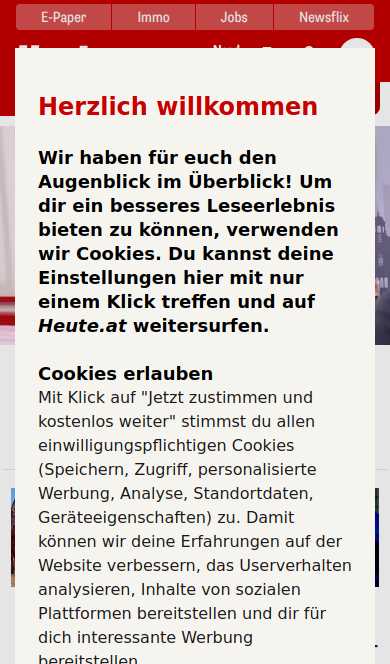 E-Paper
Immo
Jobs
Newsflix
Herzlich willkommen
Wir haben für euch den
Augenblick im Überblick! Um
dir ein besseres Leseerlebnis
bieten zu können, verwenden
wir Cookies. Du kannst deine
Einstellungen hier mit nur
einem Klick treffen und auf
Heute.at weitersurfen.
Cookies erlauben
Mit Klick auf "Jetzt zustimmen und
kostenlos weiter" stimmst du allen
einwilligungspflichtigen Cookies
(Speichern, Zugriff, personalisierte
Werbung, Analyse, Standortdaten,
Geräteeigenschaften) zu. Damit
können wir deine Erfahrungen auf der
Website verbessern, das Userverhalten
analysieren, Inhalte von sozialen
Plattformen bereitstellen und dir für
dich interessante Werbung
bereitstellen.